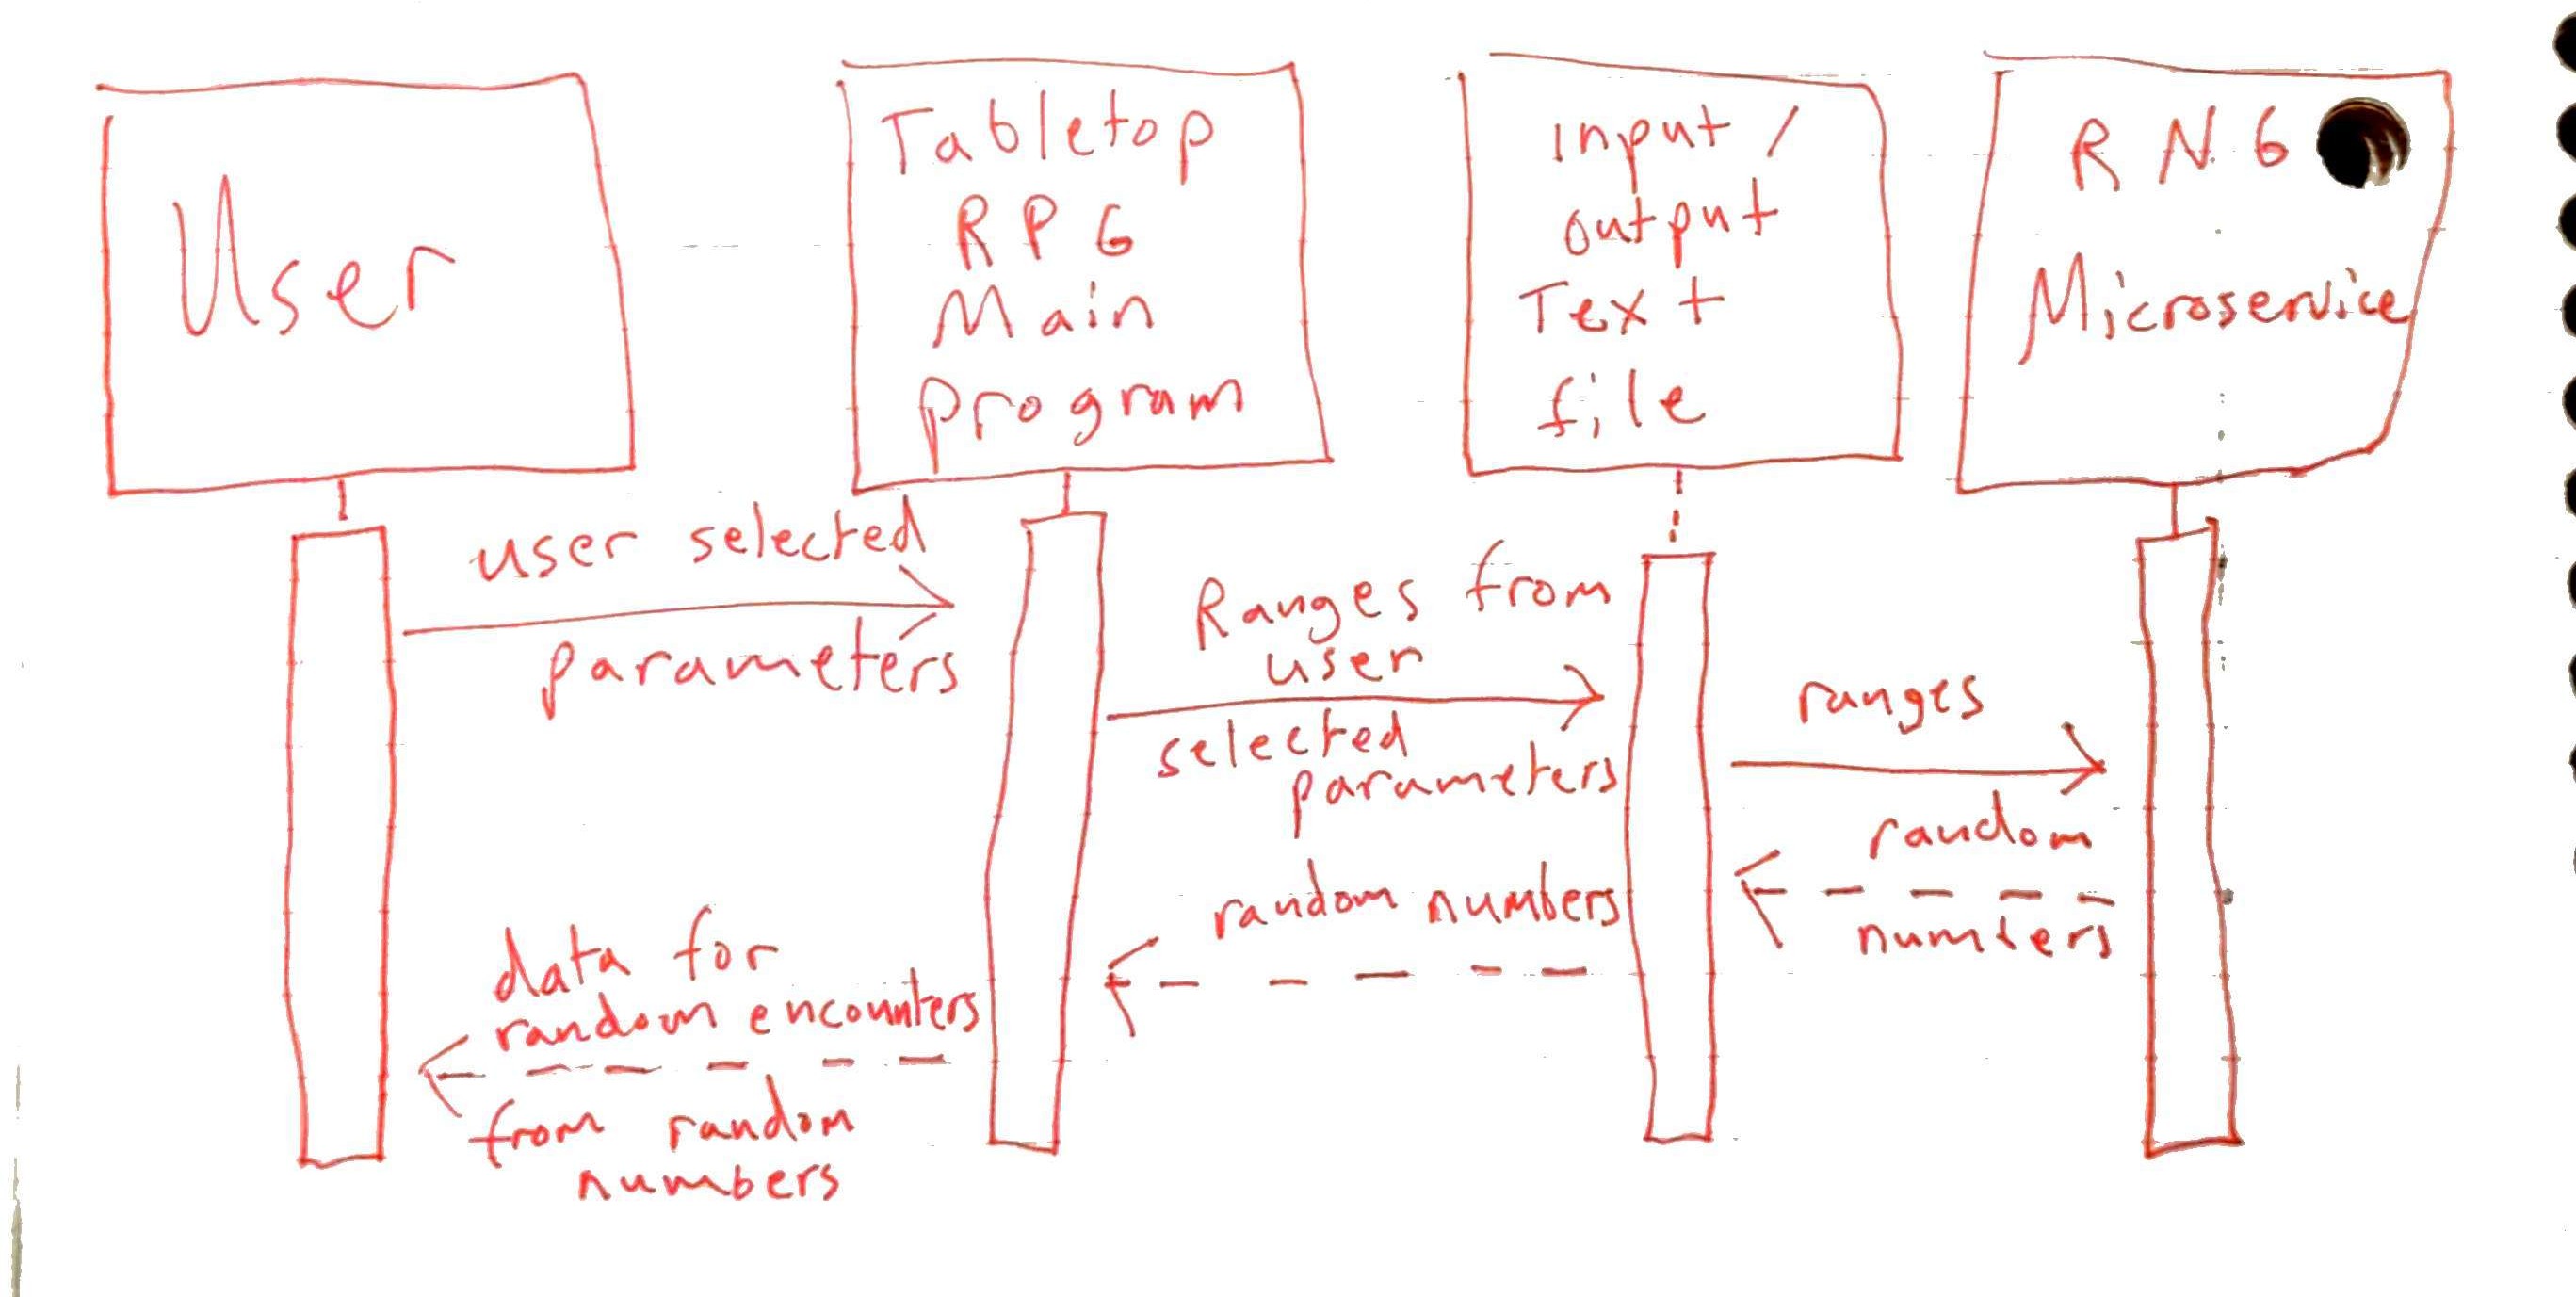 User
Tabletop
RPG
Main
program
input /
output
Text
file
RNG
Microservice
user selected
parameters
Ranges from
user
selected
parameters
ranges
random
numbers
random numbers
data for
random encounters
from random
numbers